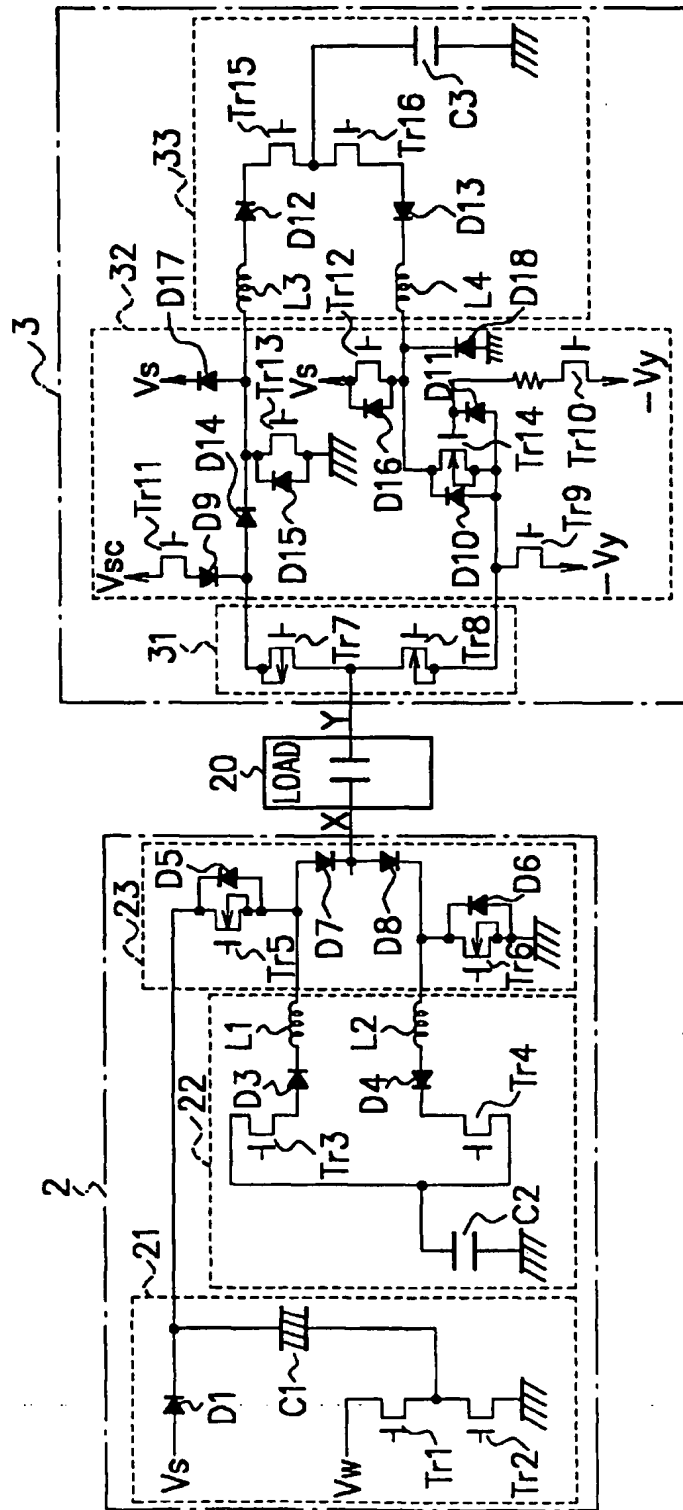 3
33
32
31
D17
Vs
Tr11
Vsc
D9
D14
Tr13
D15
L3
D12
Tr15
Tr16
C3
D13
L4
Tr12
Vs
D16
D18
D11
Tr14
D10
Tr10
-Vy
Tr9
-Vy
Tr7
Tr8
Y
20
LOAD
X
2
23
D5
Tr5
D7
D8
D6
Tr6
22
L1
D3
Tr3
L2
D4
Tr4
C2
21
Vs
D1
C1
Vw
Tr1
Tr2